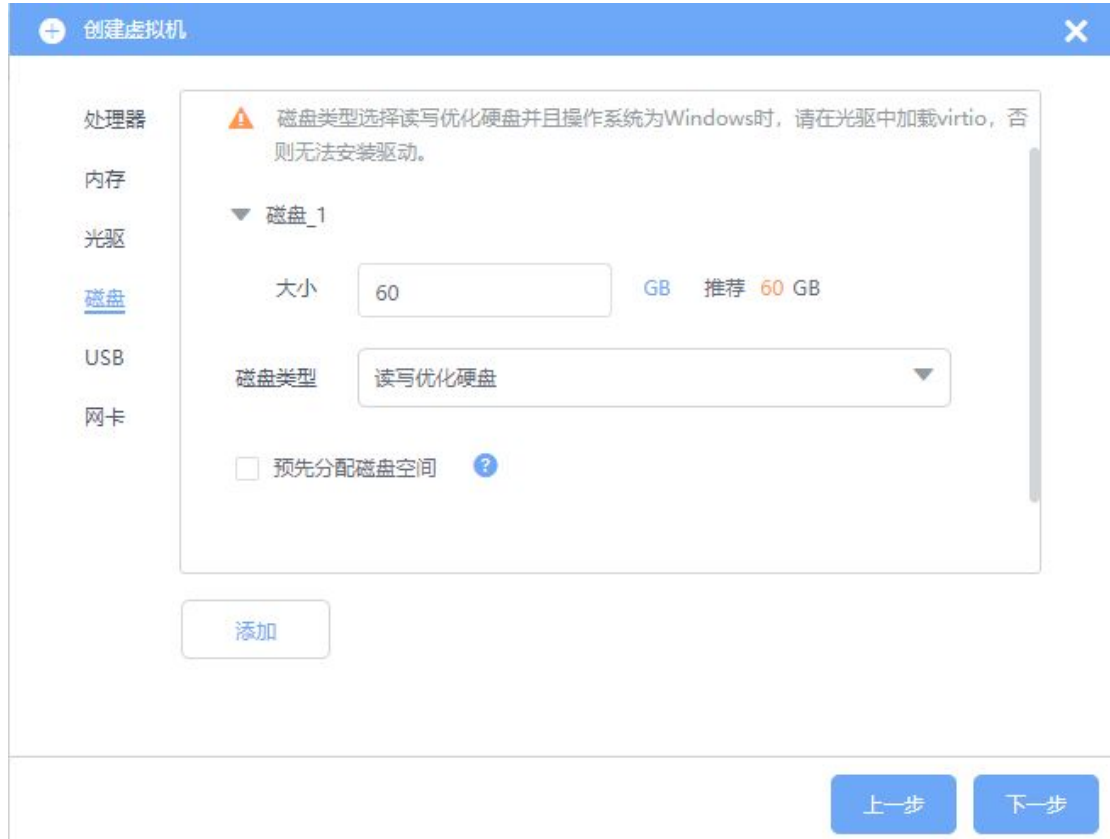 创建虚拟机
处理器
内存
光驱
磁盘
USB
网卡
磁盘类型选择读写优化硬盘并且操作系统为Windows时，请在光驱中加载virtio，否
则无法安装驱动。
磁盘_1
大小 60 GB 推荐 60 GB
磁盘类型 读写优化硬盘
预先分配磁盘空间 ?
添加
上一步 下一步